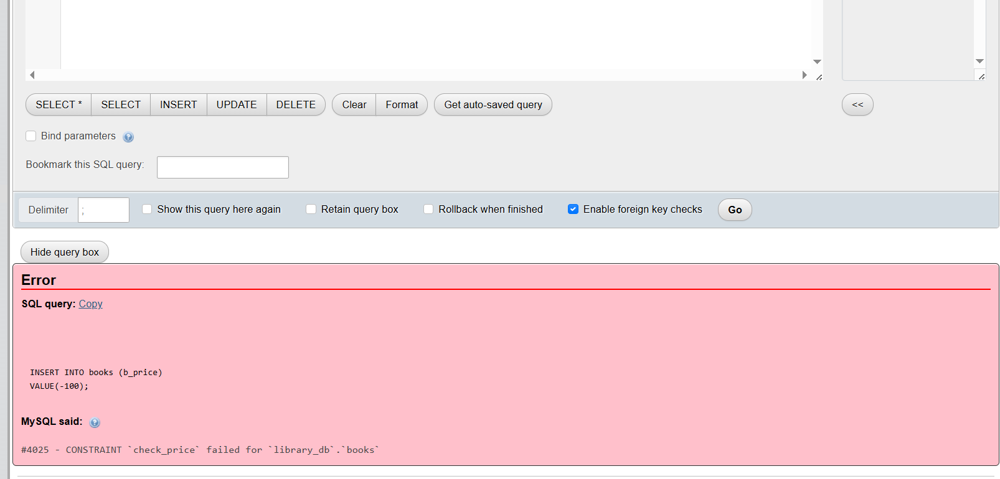 SELECT * SELECT INSERT UPDATE DELETE Clear Format Get auto-saved query <<
Bind parameters
Bookmark this SQL query:
Delimiter ; Show this query here again Retain query box Rollback when finished Enable foreign key checks Go
Hide query box
Error
SQL query: Copy
INSERT INTO books (b_price)
VALUE(-100);
MySQL said:
#4025 - CONSTRAINT `check_price` failed for `library_db`.`books`